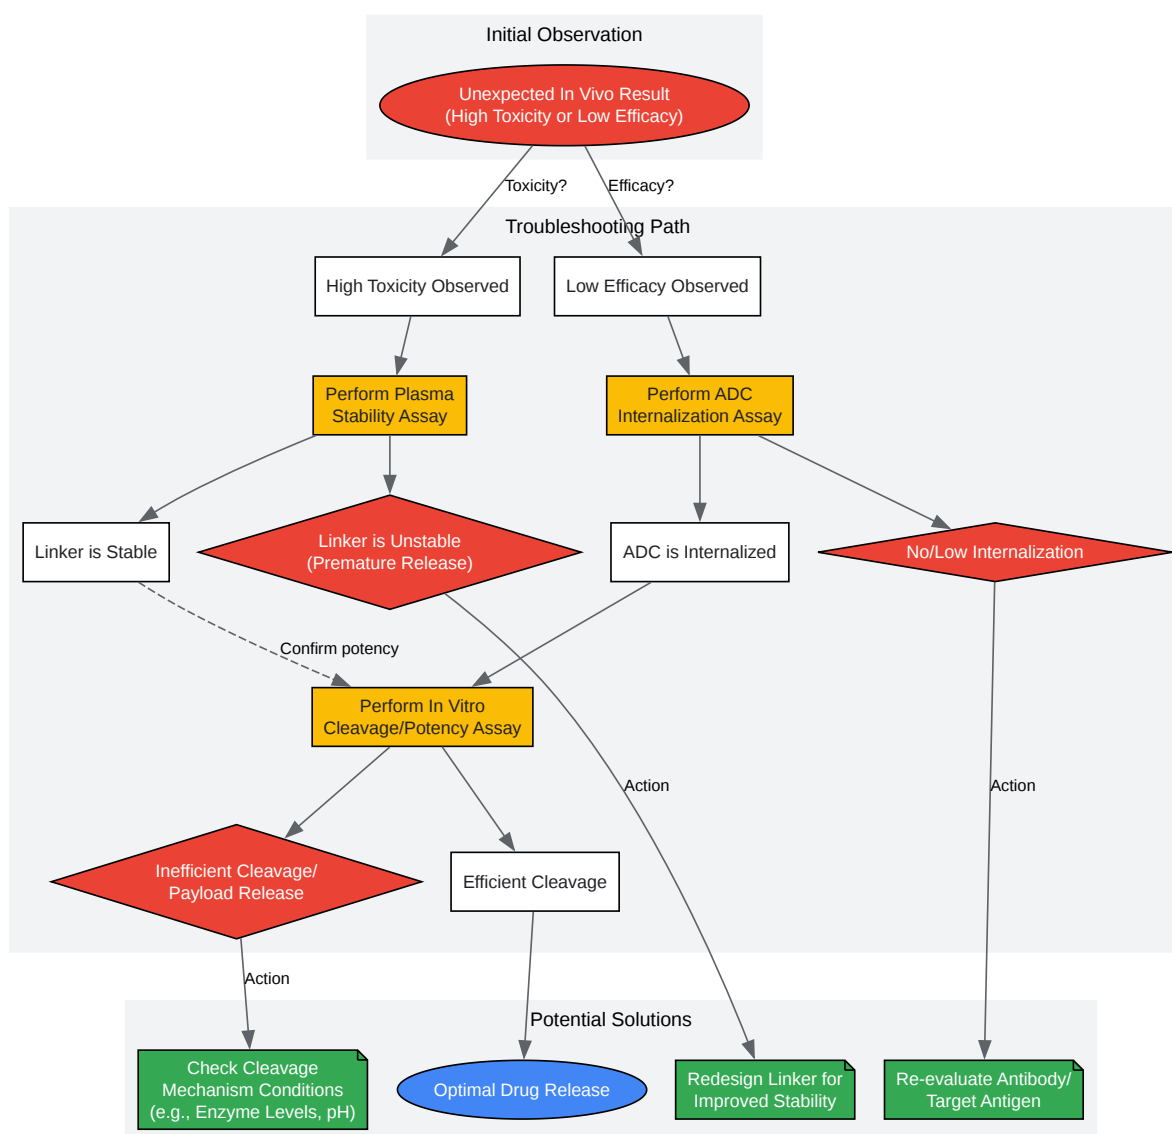 Initial Observation
Unexpected In Vivo Result
(High Toxicity or Low Efficacy)
Toxicity?
Efficacy?
Troubleshooting Path
High Toxicity Observed
Low Efficacy Observed
Perform Plasma
Stability Assay
Perform ADC
Internalization Assay
Linker is Stable
Linker is Unstable
(Premature Release)
ADC is Internalized
No/Low Internalization
Confirm potency
Perform In Vitro
Cleavage/Potency Assay
Action
Action
Inefficient Cleavage/
Payload Release
Efficient Cleavage
Action
Potential Solutions
Check Cleavage
Mechanism Conditions
(e.g., Enzyme Levels, pH)
Optimal Drug Release
Redesign Linker for
Improved Stability
Re-evaluate Antibody/
Target Antigen